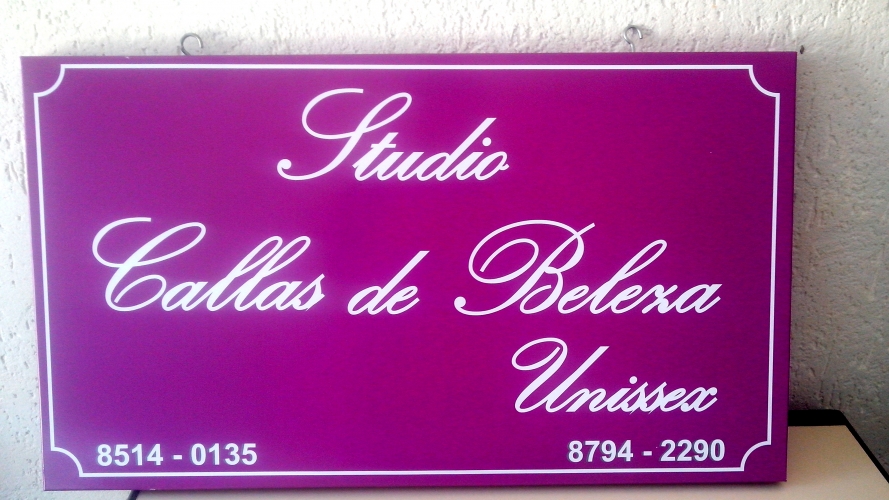 Studio
Callas de Beleza
Unissex
8514 - 0135 8794 - 2290